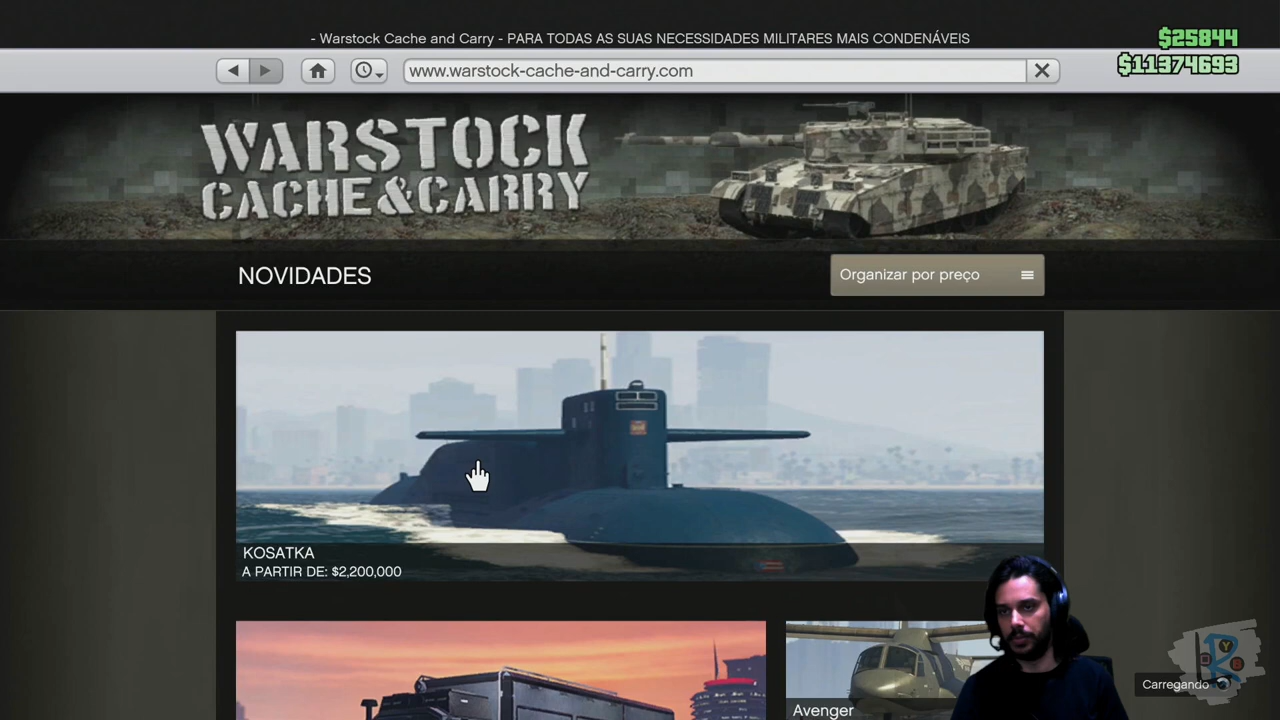 - Warstock Cache and Carry - PARA TODAS AS SUAS NECESSIDADES MILITARES MAIS CONDENÁVEIS
$25844
$11374693
www.warstock-cache-and-carry.com
WARSTOCK
CACHE&CARRY
NOVIDADES
Organizar por preço
KOSATKA
A PARTIR DE: $2,200,000
Avenger
Carregando